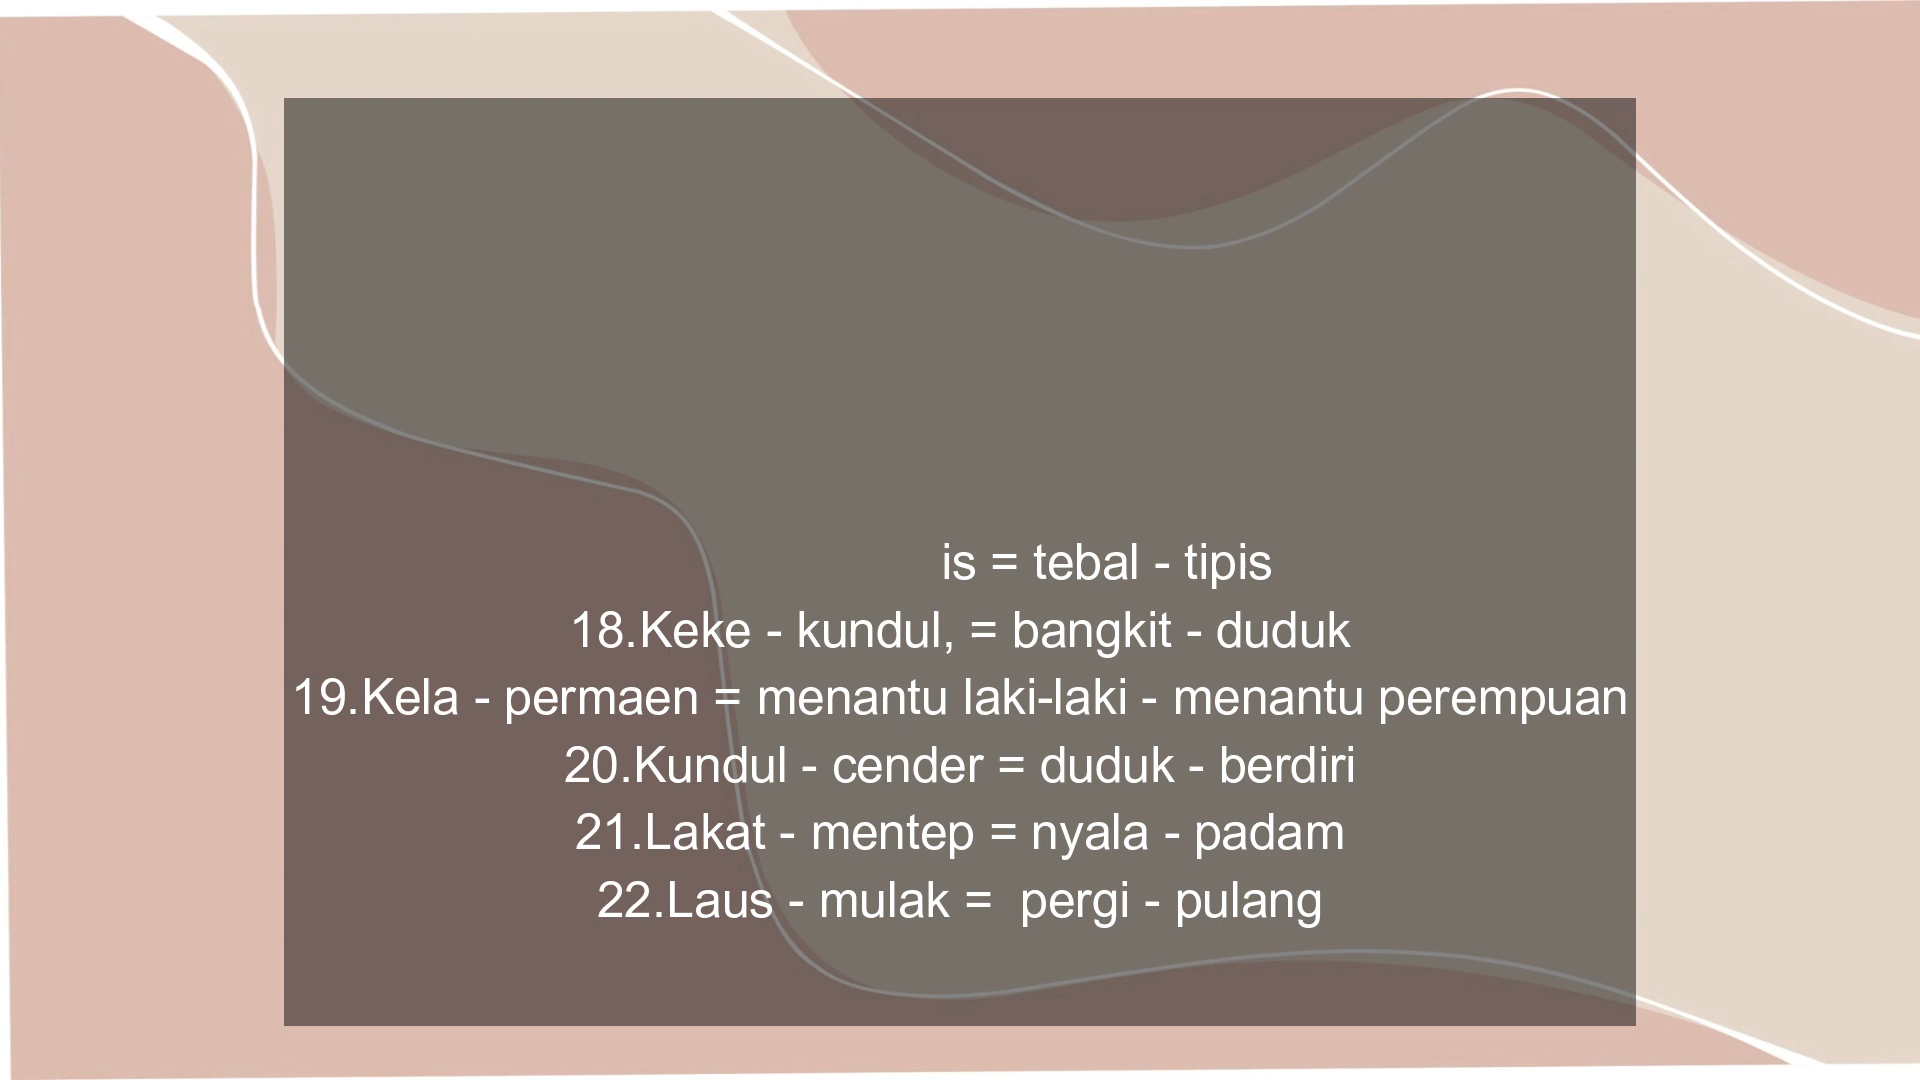 is = tebal - tipis
18.Keke - kundul, = bangkit - duduk
19.Kela - permaen = menantu laki-laki - menantu perempuan
20.Kundul - cender = duduk - berdiri
21.Lakat - mentep = nyala - padam
22.Laus - mulak =  pergi - pulang